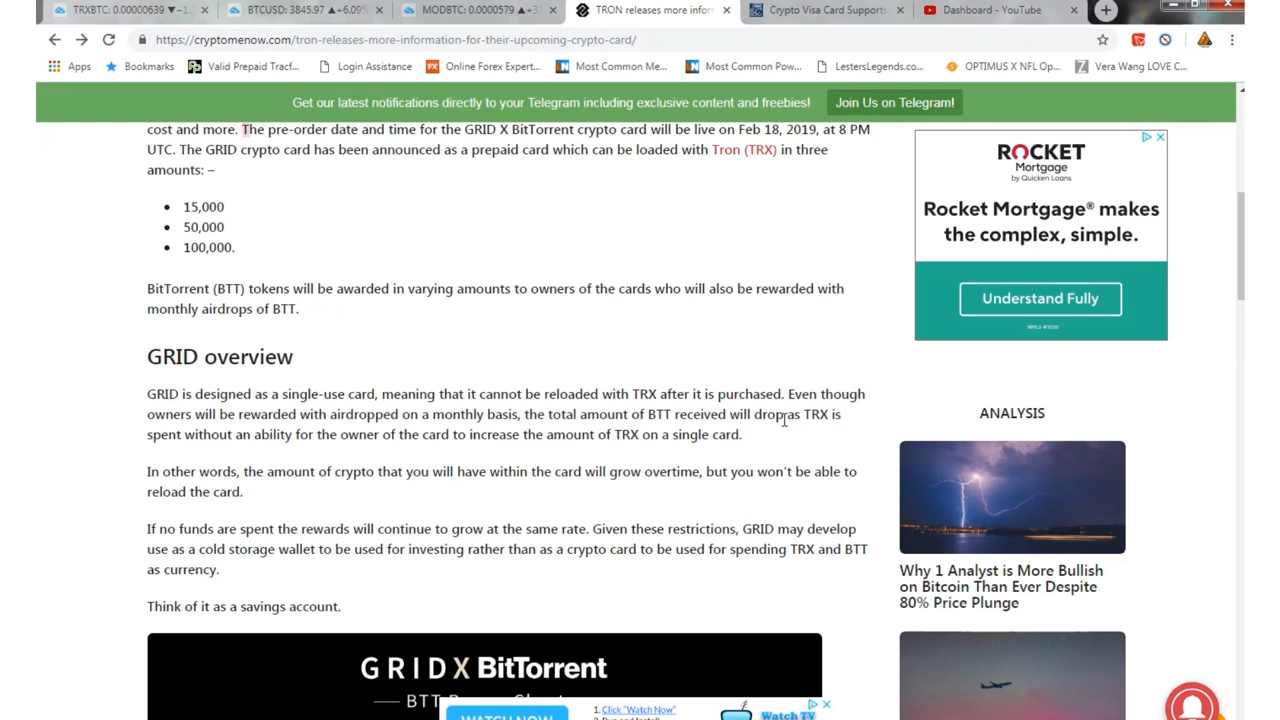 TRXBTC: 0.00000639 ▼−1.
BTCUSD: 3845.97 ▲+6.09%
MODBTC: 0.0000579 ▲+3
TRON releases more inform
Crypto Visa Card Supports
Dashboard - YouTube
https://cryptomenow.com/tron-releases-more-information-for-their-upcoming-crypto-card/
Apps
Bookmarks
Valid Prepaid Tracf...
Login Assistance
Online Forex Expert...
Most Common Me...
Most Common Pow...
LestersLegends.co...
OPTIMUS X NFL Op...
Vera Wang LOVE C...
Get our latest notifications directly to your Telegram including exclusive content and freebies!
Join Us on Telegram!
cost and more. The pre-order date and time for the GRID X BitTorrent crypto card will be live on Feb 18, 2019, at 8 PM
UTC. The GRID crypto card has been announced as a prepaid card which can be loaded with Tron (TRX) in three
amounts: –
15,000
50,000
100,000.
BitTorrent (BTT) tokens will be awarded in varying amounts to owners of the cards who will also be rewarded with
monthly airdrops of BTT.
GRID overview
GRID is designed as a single-use card, meaning that it cannot be reloaded with TRX after it is purchased. Even though
owners will be rewarded with airdropped on a monthly basis, the total amount of BTT received will drop as TRX is
spent without an ability for the owner of the card to increase the amount of TRX on a single card.
In other words, the amount of crypto that you will have within the card will grow overtime, but you won't be able to
reload the card.
If no funds are spent the rewards will continue to grow at the same rate. Given these restrictions, GRID may develop
use as a cold storage wallet to be used for investing rather than as a crypto card to be used for spending TRX and BTT
as currency.
Think of it as a savings account.
GRID X BitTorrent
BTT
WATCH NOW
1. Click "Watch Now"
Watch TV
ROCKET
Mortgage
by Quicken Loans
Rocket Mortgage® makes
the complex, simple.
Understand Fully
ANALYSIS
Why 1 Analyst is More Bullish
on Bitcoin Than Ever Despite
80% Price Plunge